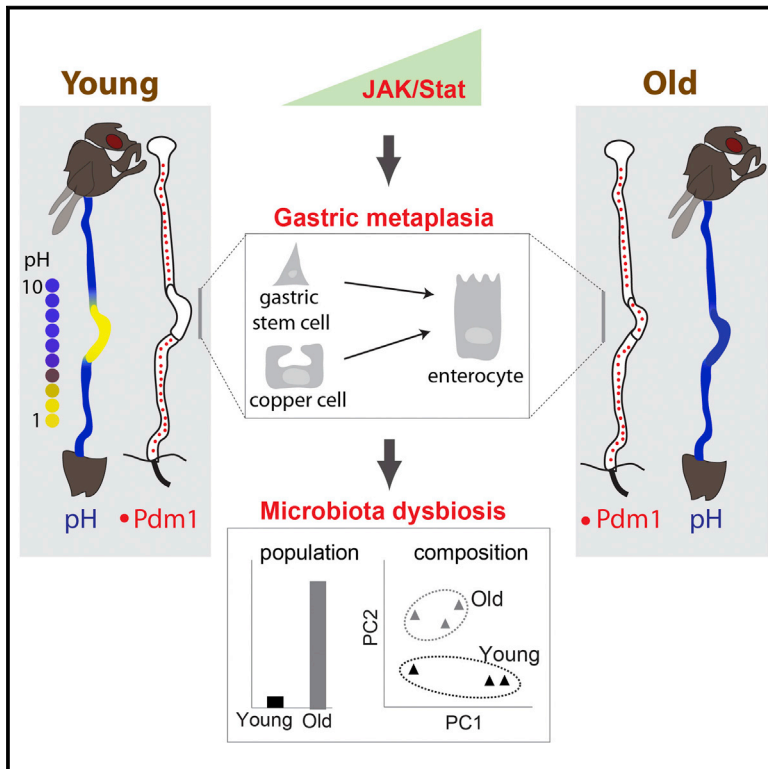 JAK/Stat
Young
pH
10
1
pH
• Pdm1
Gastric metaplasia
gastric
stem cell
copper cell
enterocyte
Old
• Pdm1
pH
Microbiota dysbiosis
population
Young
Old
composition
PC2
Old
Young
PC1